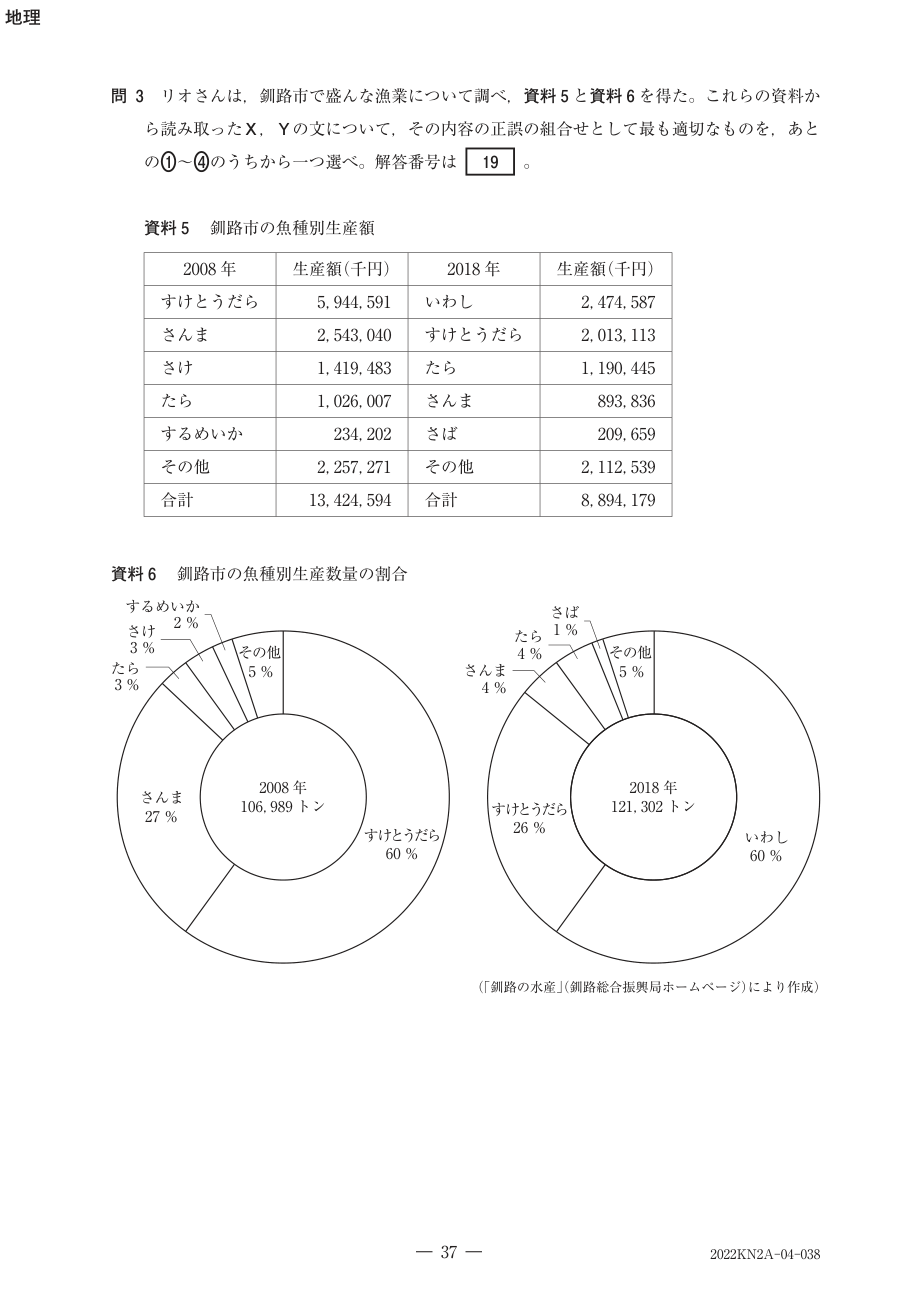 地理
問 3 リオさんは，釧路市で盛んな漁業について調べ，資料5と資料6を得た。これらの資料か
ら読み取ったX，Yの文について，その内容の正誤の組合せとして最も適切なものを，あと
の①～④のうちから一つ選べ。解答番号は 19 。
資料5 釧路市の魚種別生産額
2008 年 生産額（千円） 2018 年 生産額（千円）
すけとうだら 5, 944, 591 いわし 2, 474, 587
さんま 2, 543, 040 すけとうだら 2, 013, 113
さけ 1, 419, 483 たら 1, 190, 445
たら 1, 026, 007 さんま 893, 836
するめいか 234, 202 さば 209, 659
その他 2, 257, 271 その他 2, 112, 539
合計 13, 424, 594 合計 8, 894, 179
資料6 釧路市の魚種別生産数量の割合
するめいか
2 %
さけ
3 %
たら
3 %
その他
5 %
さんま
27 %
2008 年
106, 989 トン
すけとうだら
60 %
さば
1 %
たら
4 %
さんま
4 %
その他
5 %
すけとうだら
26 %
2018 年
121, 302 トン
いわし
60 %
（「釧路の水産」（釧路総合振興局ホームページ）により作成）
― 37 ―
2022KN2A-04-038